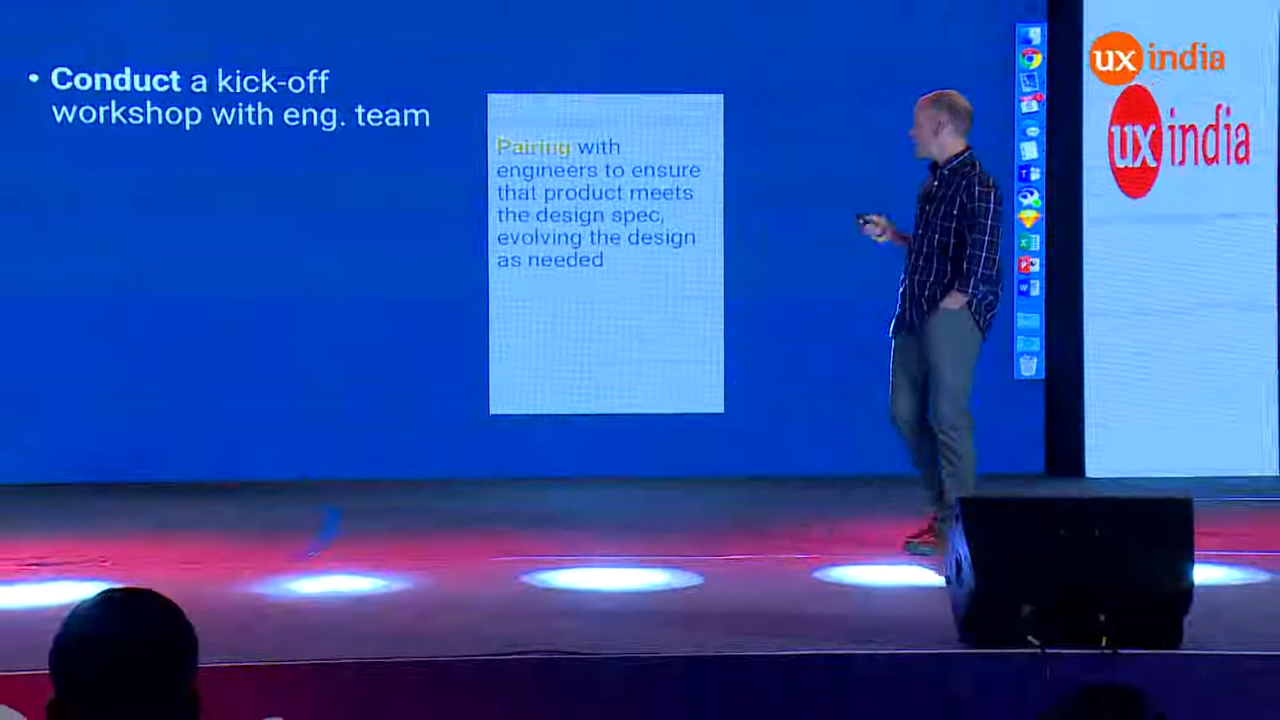 • Conduct a kick-off
workshop with eng. team
Pairing with
engineers to ensure
that product meets
the design spec,
evolving the design
as needed
ux india
ux india